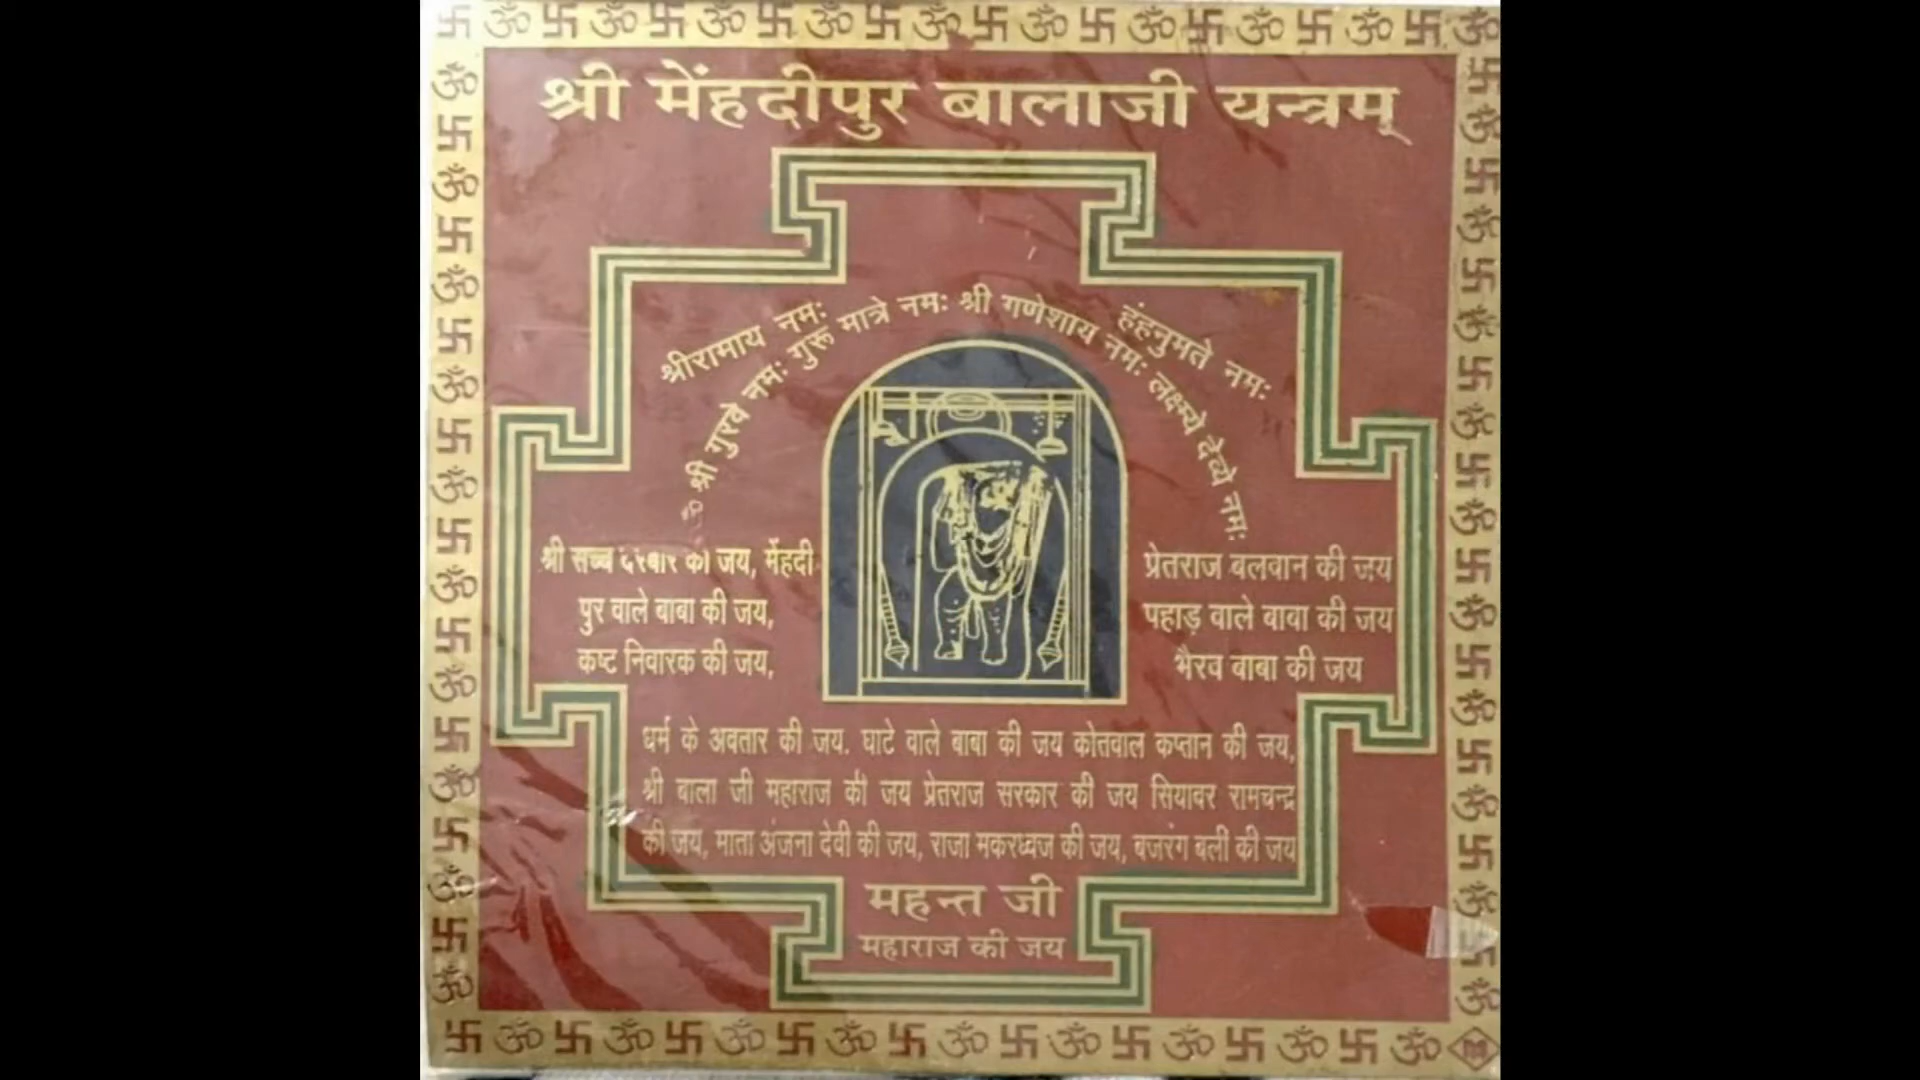 श्री मेंहदीपुर बालाजी यन्त्रम्
श्रीरामाय नमः
हंहनुमते नमः
ॐ श्री गुरवे नमः गुरू मात्रे नमः श्री गणेशाय नमः लक्ष्म्ये देव्ये नमः
श्री सच्चे दरबार की जय, मेंहदी
पुर वाले बाबा की जय,
कष्ट निवारक की जय,
प्रेतराज बलवान की जय
पहाड़ वाले बाबा की जय
भैरव बाबा की जय
धर्म के अवतार की जय. घाटे वाले बाबा की जय कोतवाल कप्तान की जय,
श्री बाला जी महाराज की जय प्रेतराज सरकार की जय सियावर रामचन्द्र
की जय, माता अंजना देवी की जय, राजा मकरध्वज की जय, बजरंग बली की जय
महन्त जी
महाराज की जय